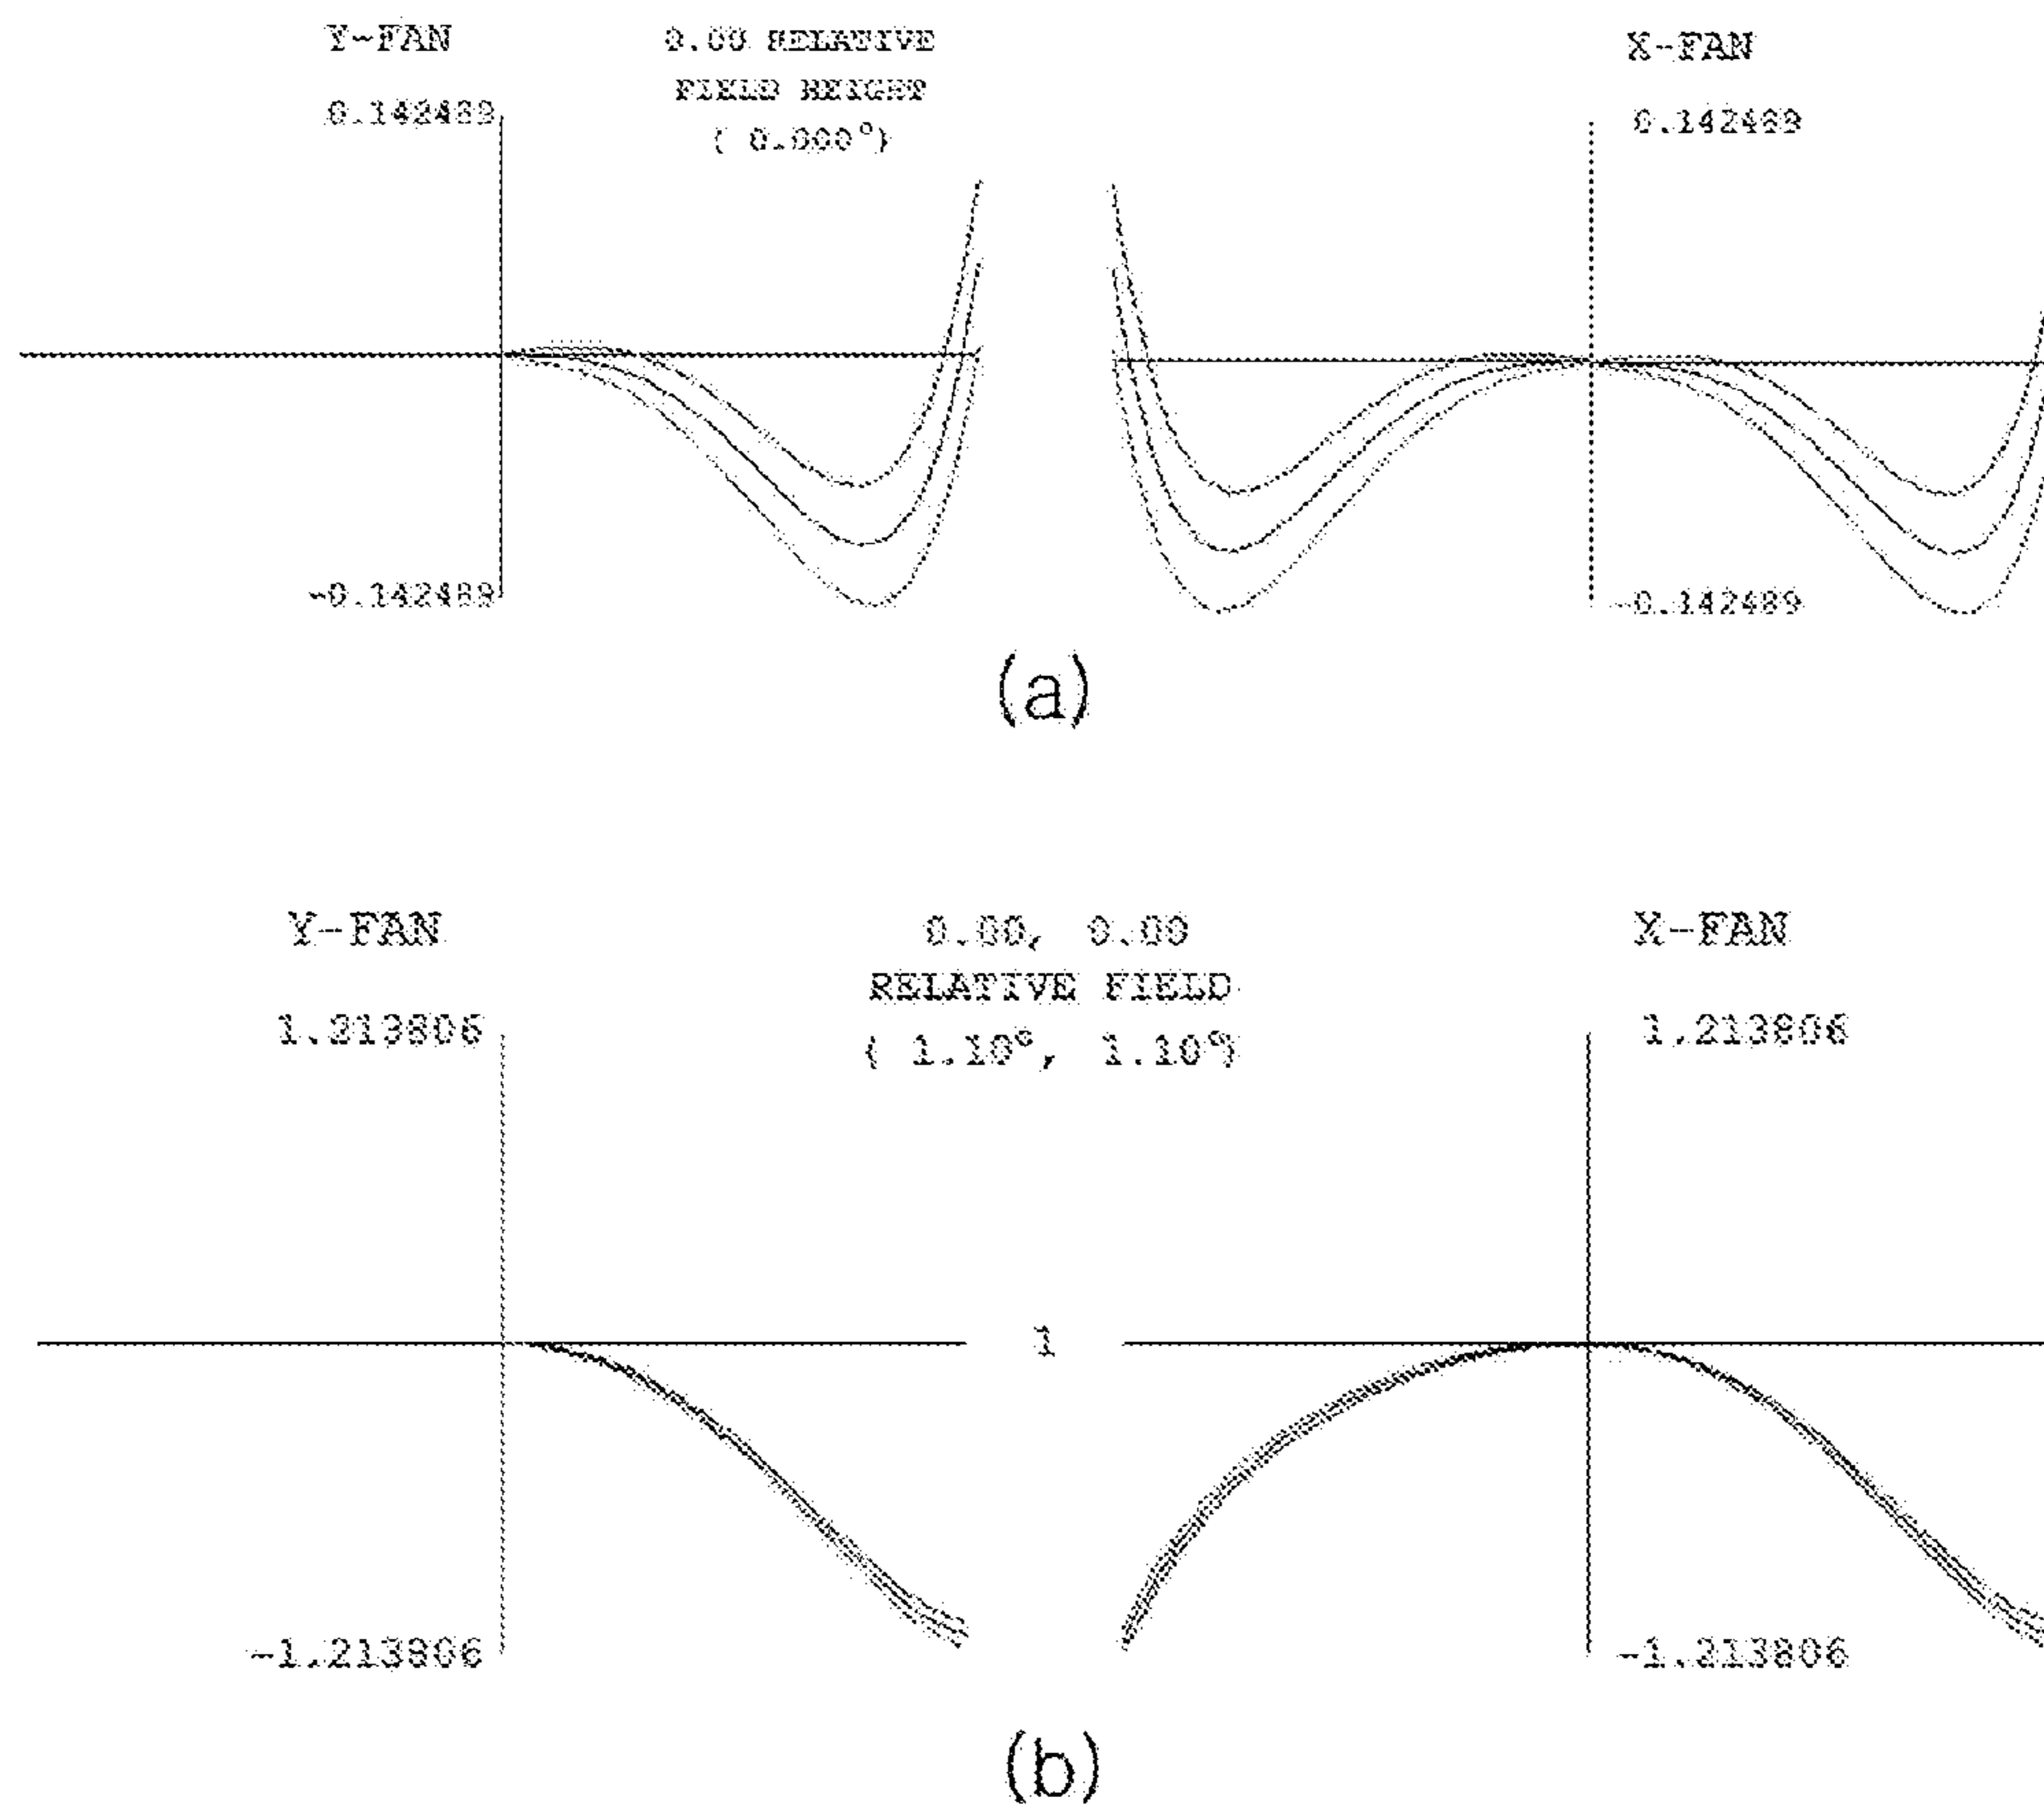 Y-FAN
0.00 RELATIVE
FIELD HEIGHT
( 0.000°)
X-FAN
0.142489
0.142489
-0.142489
-0.142489
(a)
Y-FAN
0.00, 0.00
RELATIVE FIELD
( 1.10°, 1.10°)
X-FAN
1.213806
1.213806
1
-1.213806
-1.213806
(b)